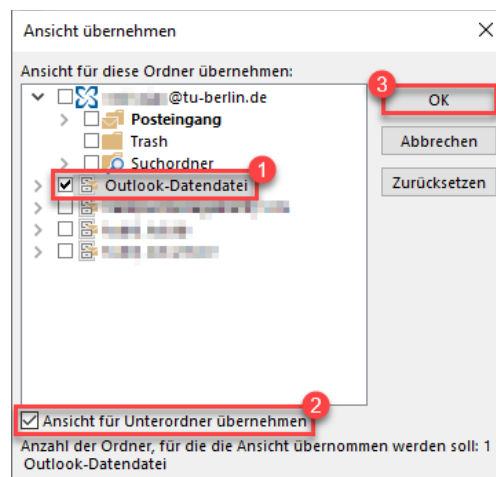 Ansicht übernehmen
Ansicht für diese Ordner übernehmen:
@tu-berlin.de
Posteingang
Trash
Suchordner
1
Outlook-Datendatei
3
OK
Abbrechen
Zurücksetzen
2
Ansicht für Unterordner übernehmen
Anzahl der Ordner, für die die Ansicht übernommen werden soll: 1
Outlook-Datendatei